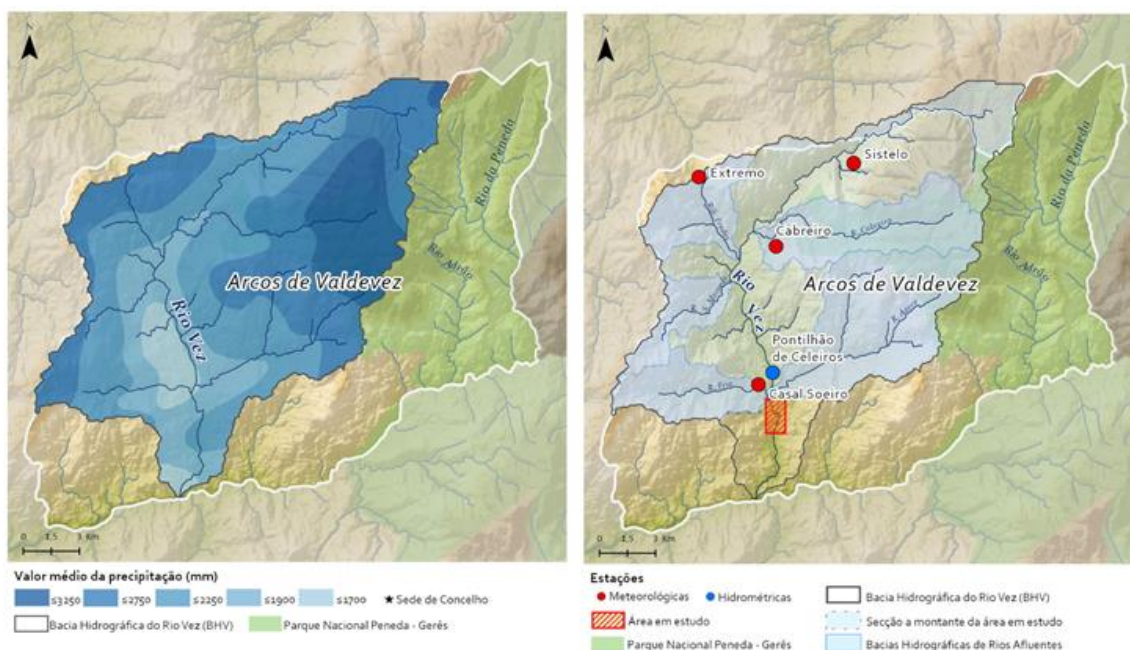 Arcos de Valdevez
Rio Vez
Rio da Peneda
Rio Adrão
0 1,5 3 Km
Valor médio da precipitação (mm)
≤3250 ≤2750 ≤2250 ≤1900 ≤1700 ★ Sede de Concelho
Bacia Hidrográfica do Rio Vez (BHV) Parque Nacional Peneda - Gerês
Sistelo
Extremo
Cabreiro
R. Cabreiro
Arcos de Valdevez
Rio
Vez
Rio da Peneda
Rio Adrão
Pontilhão
de Celeiros
Casal Soeiro
0 1,5 3 Km
Estações
Meteorológicas Hidrométricas Bacia Hidrográfica do Rio Vez (BHV)
Área em estudo Secção a montante da área em estudo
Parque Nacional Peneda - Gerês Bacias Hidrográficas de Rios Afluentes